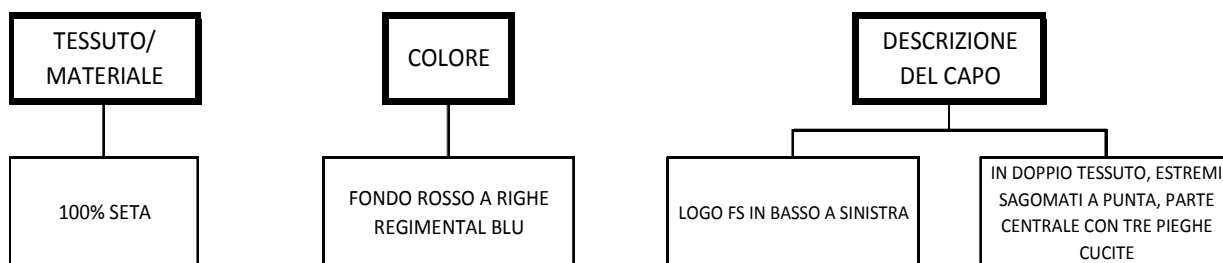 TESSUTO/
MATERIALE
COLORE
DESCRIZIONE
DEL CAPO
100% SETA
FONDO ROSSO A RIGHE
REGIMENTAL BLU
LOGO FS IN BASSO A SINISTRA
IN DOPPIO TESSUTO, ESTREMI
SAGOMATI A PUNTA, PARTE
CENTRALE CON TRE PIEGHE
CUCITE